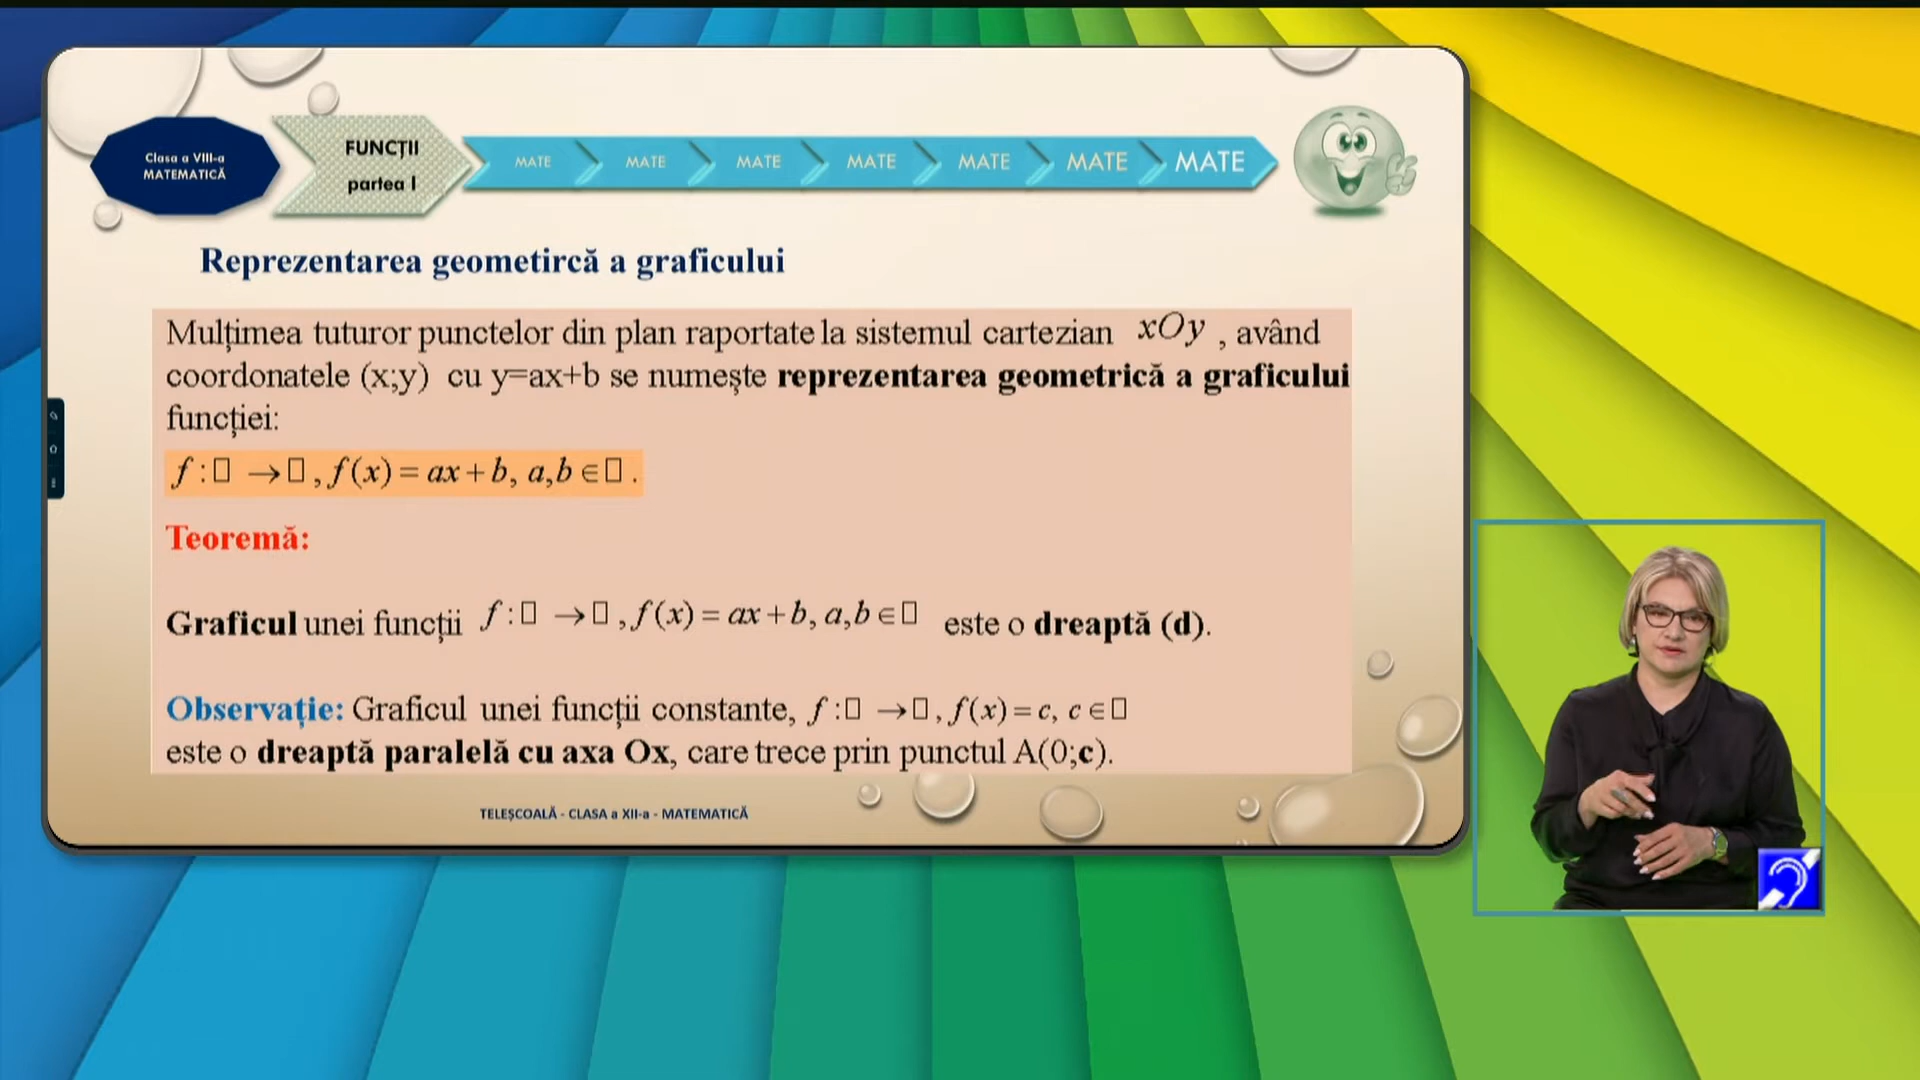 Clasa a VIII-a
MATEMATICĂ
FUNCȚII
partea I
MATE MATE MATE MATE MATE MATE MATE
Reprezentarea geometircă a graficului
Mulțimea tuturor punctelor din plan raportate la sistemul cartezian xOy , având
coordonatele (x;y) cu y=ax+b se numește reprezentarea geometrică a graficului
funcției:
f :▯ →▯ , f(x) = ax + b, a,b ∈▯ .
Teoremă:
Graficul unei funcții f :▯ →▯ , f(x) = ax + b, a,b ∈▯ este o dreaptă (d).
Observație: Graficul unei funcții constante, f :▯ →▯ , f(x) = c, c ∈▯
este o dreaptă paralelă cu axa Ox, care trece prin punctul A(0;c).
TELEȘCOALĂ - CLASA a XII-a - MATEMATICĂ